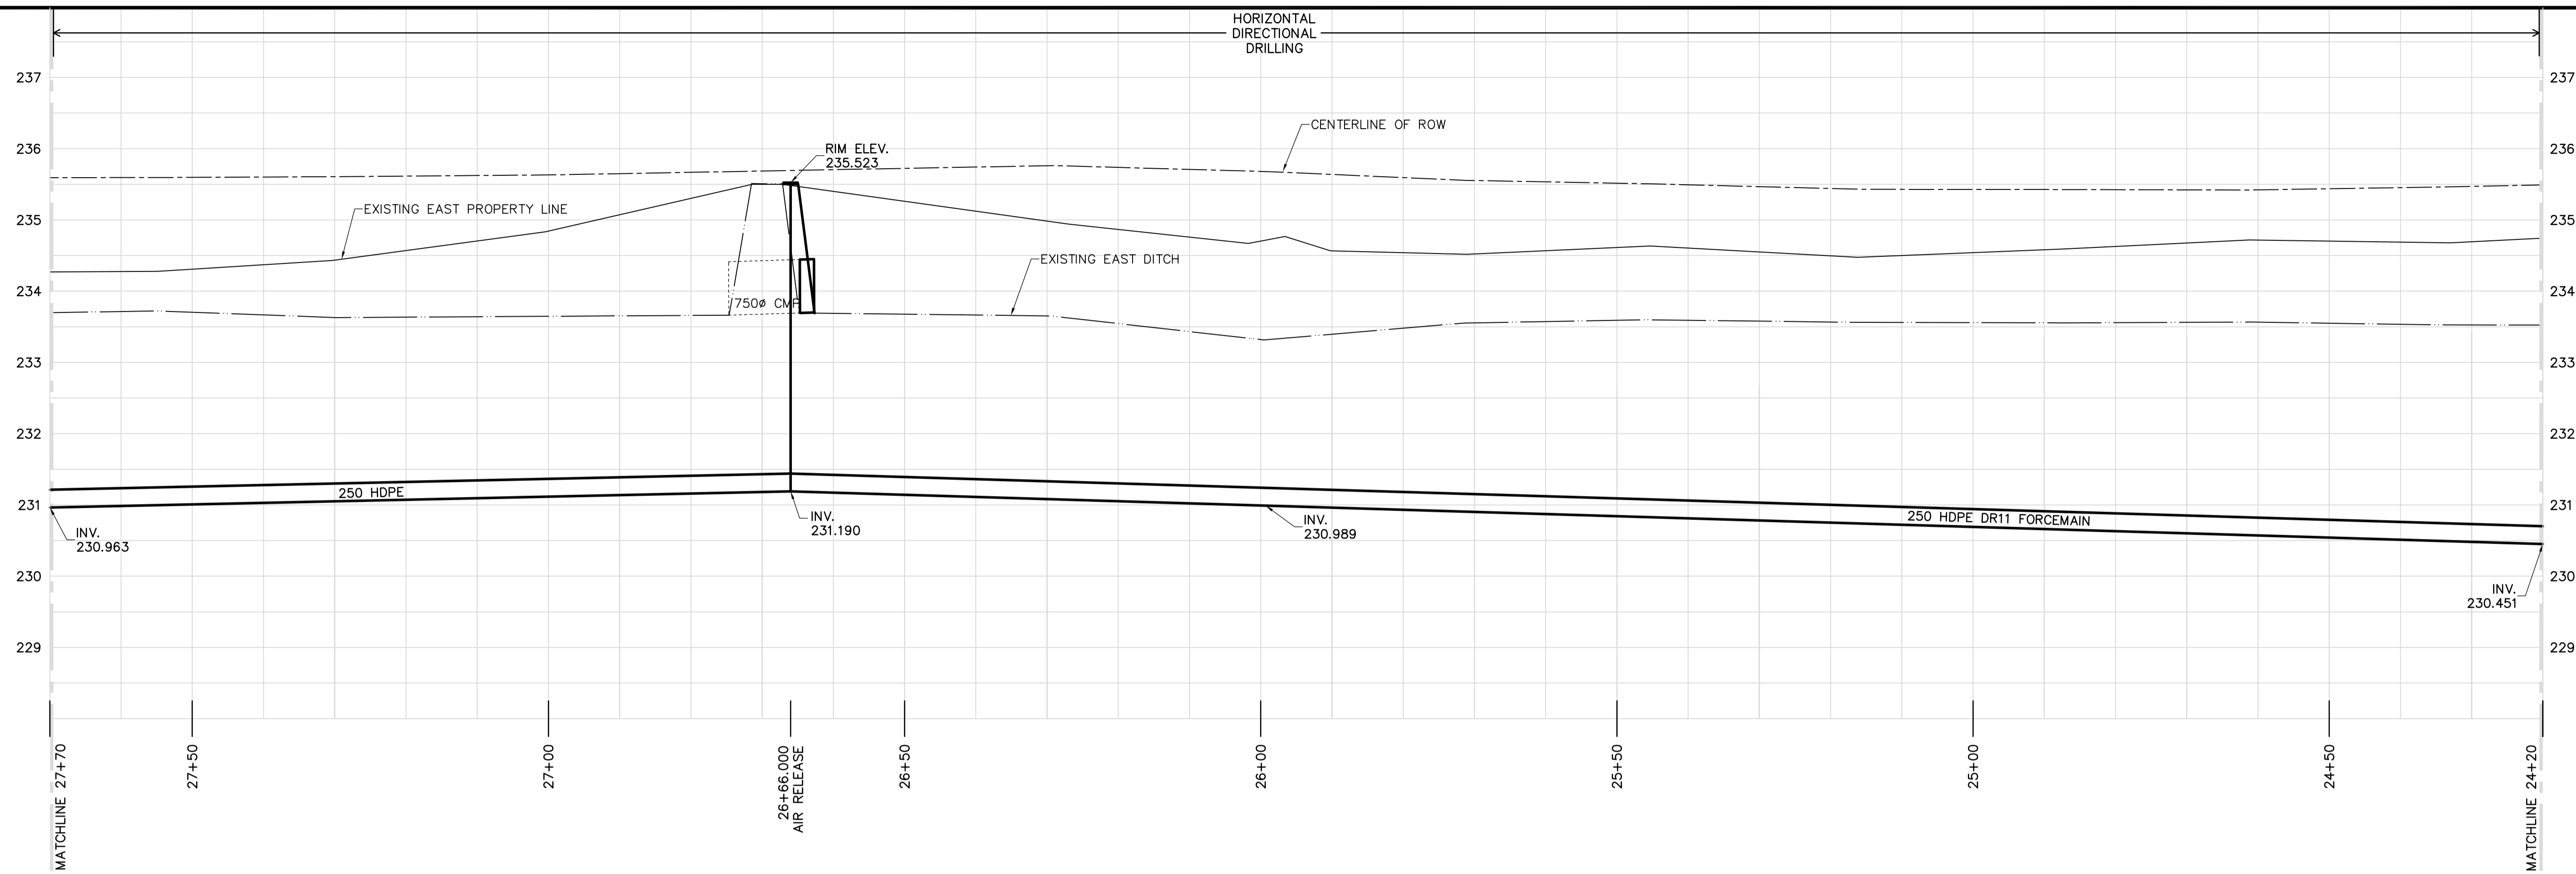 HORIZONTAL
DIRECTIONAL
DRILLING
237
237
CENTERLINE OF ROW
236
RIM ELEV.
236
235.523
EXISTING EAST PROPERTY LINE
235
235
EXISTING EAST DITCH
234
750ø CMP
234
233
233
232
232
250 HDPE
231
231
INV.
231.190
INV.
230.989
250 HDPE DR11 FORCEMAIN
INV.
230.963
230
230
INV.
230.451
229
229
MATCHLINE 27+70
27+50
27+00
26+66.000
AIR RELEASE
26+50
26+00
25+50
25+00
24+50
MATCHLINE 24+20